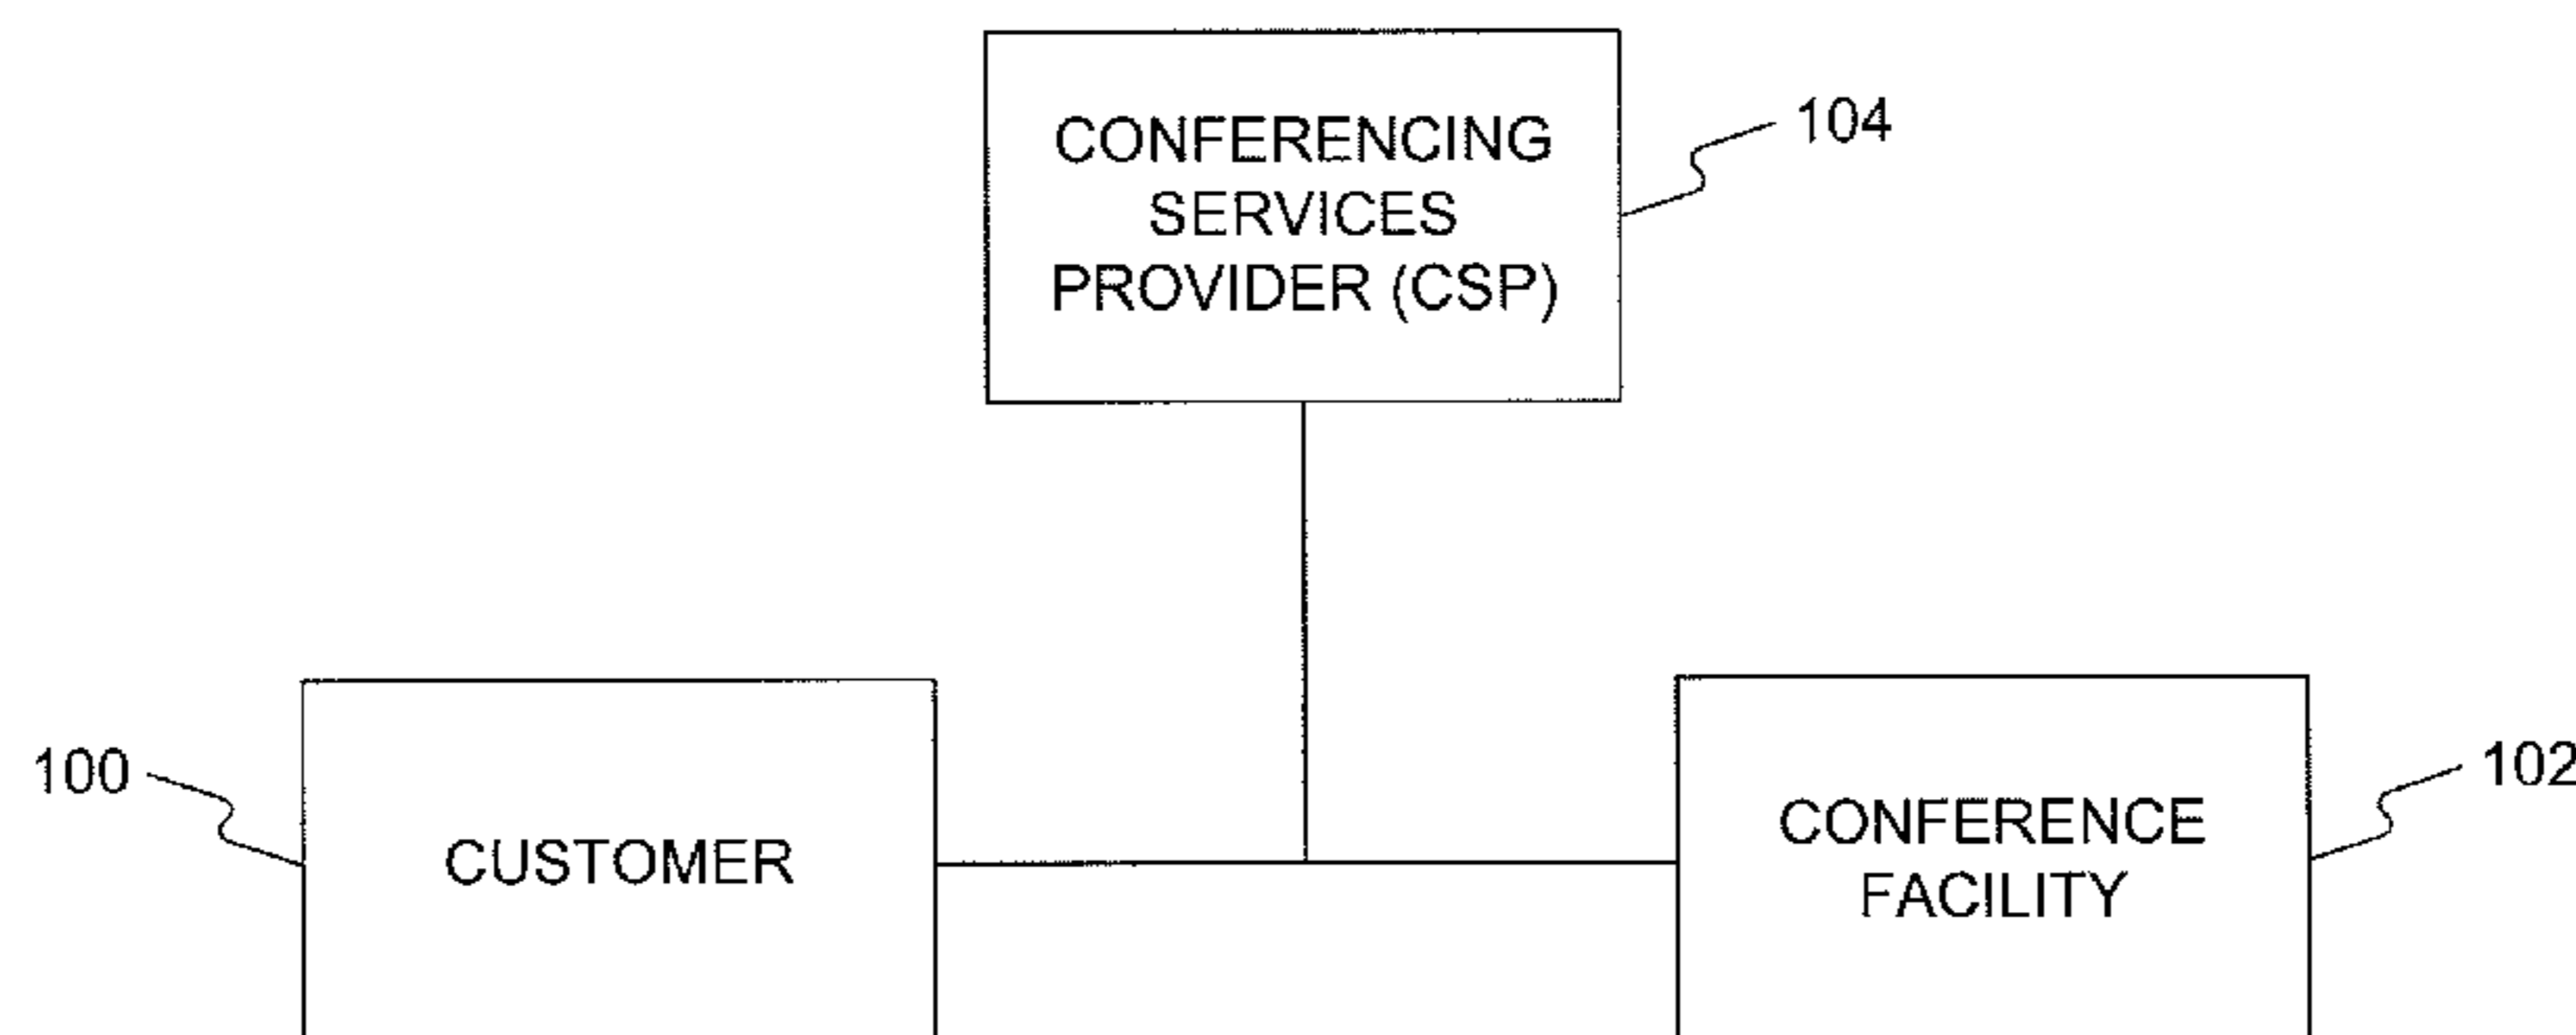 CONFERENCING
SERVICES
PROVIDER (CSP)
104
100
CUSTOMER
CONFERENCE
FACILITY
102